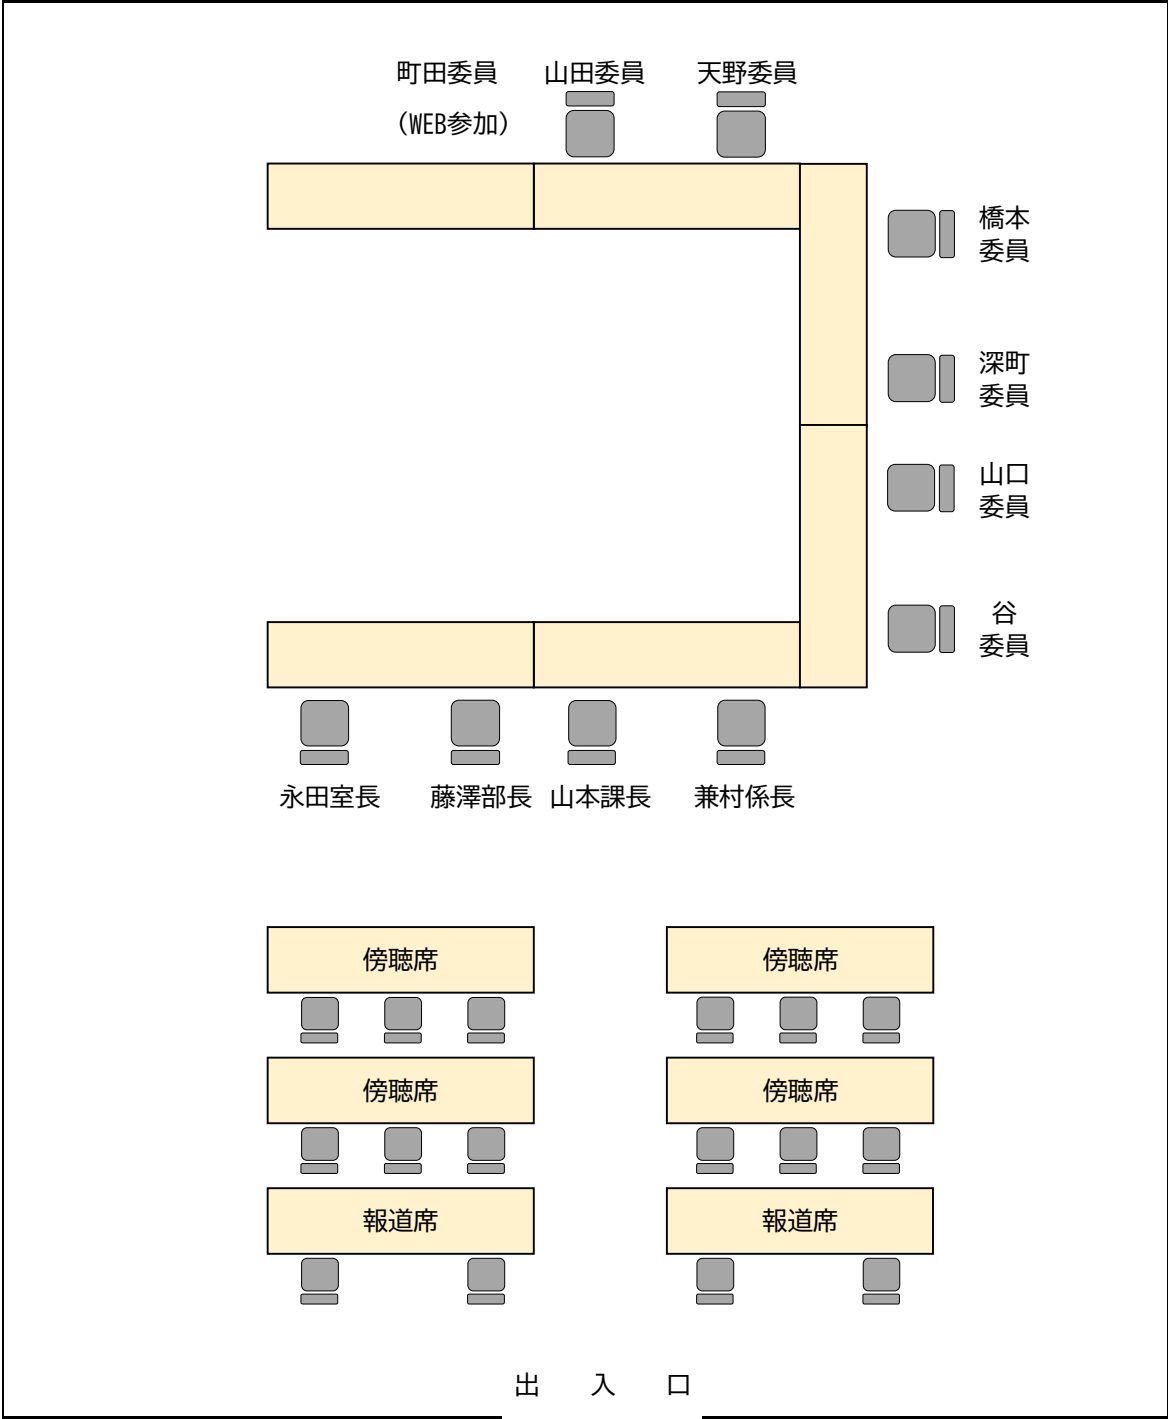 町田委員 山田委員 天野委員
（WEB参加）
橋本
委員
深町
委員
山口
委員
谷
委員
永田室長 藤澤部長 山本課長 兼村係長
傍聴席 傍聴席
傍聴席 傍聴席
報道席 報道席
出 入 口